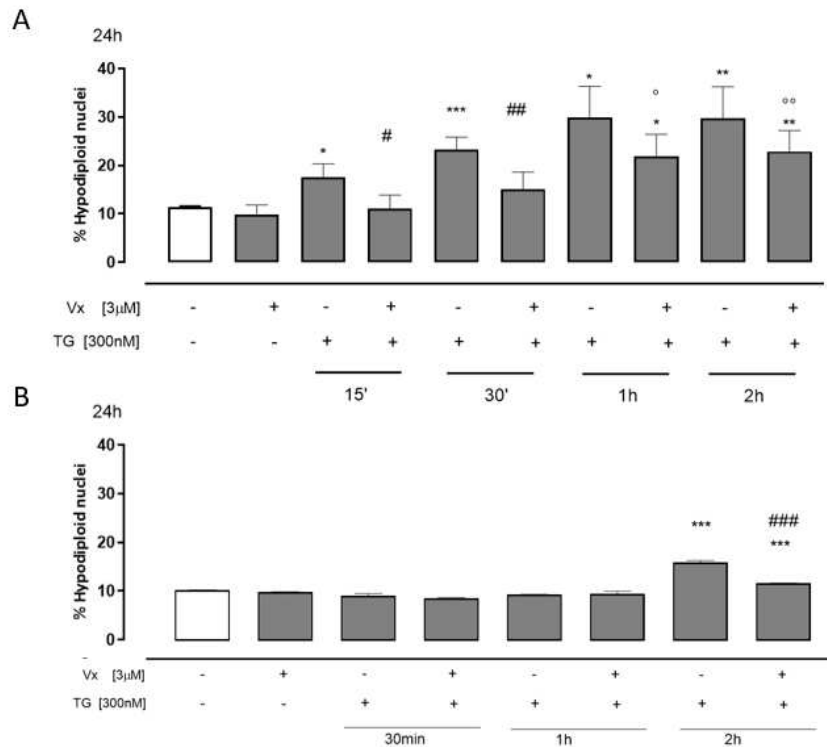 A
24h
% Hypodiploid nuclei
40
30
20
10
0
* # *** ## * ° * ** °° **
Vx [3μM] - + - + - + - + - +
TG [300nM] - - + + + + + + + +
15' 30' 1h 2h
B
24h
% Hypodiploid nuclei
40
30
20
10
0
*** ### ***
Vx [3μM] - + - + - + - +
TG [300nM] - - + + + + + +
30min 1h 2h